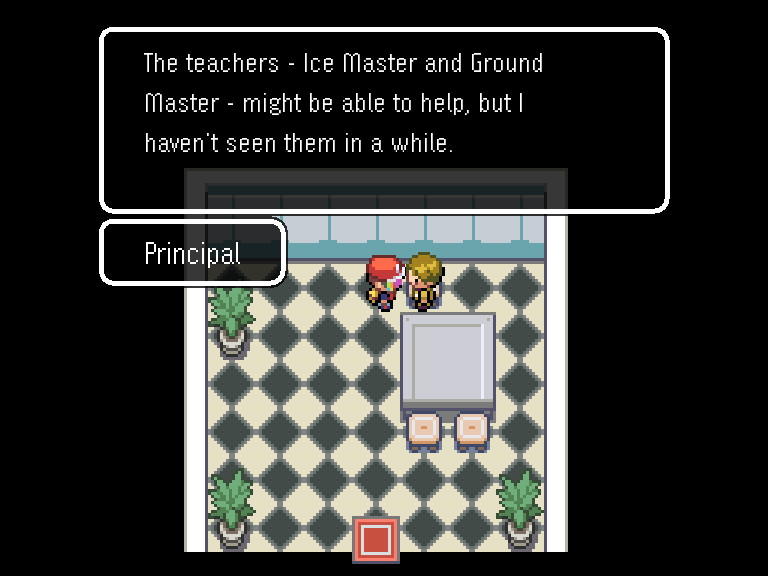 The teachers - Ice Master and Ground
Master - might be able to help, but I
haven't seen them in a while.
Principal